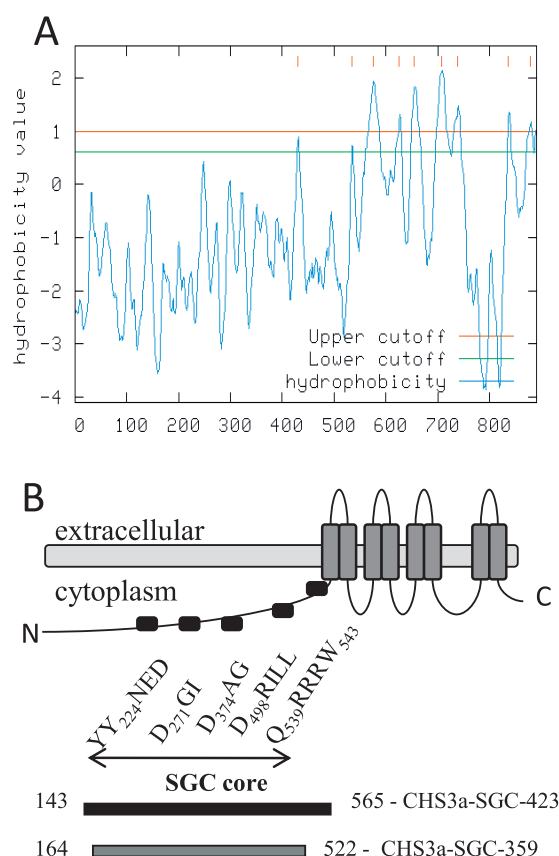 A
hydrophobicity value
2
1
0
-1
-2
-3
-4
Upper cutoff
Lower cutoff
hydrophobicity
0 100 200 300 400 500 600 700 800
B
extracellular
cytoplasm
N
C
YY224NED
D271GI
D374AG
D498RILL
Q539RRRW543
SGC core
143 565 - CHS3a-SGC-423
164 522 - CHS3a-SGC-359